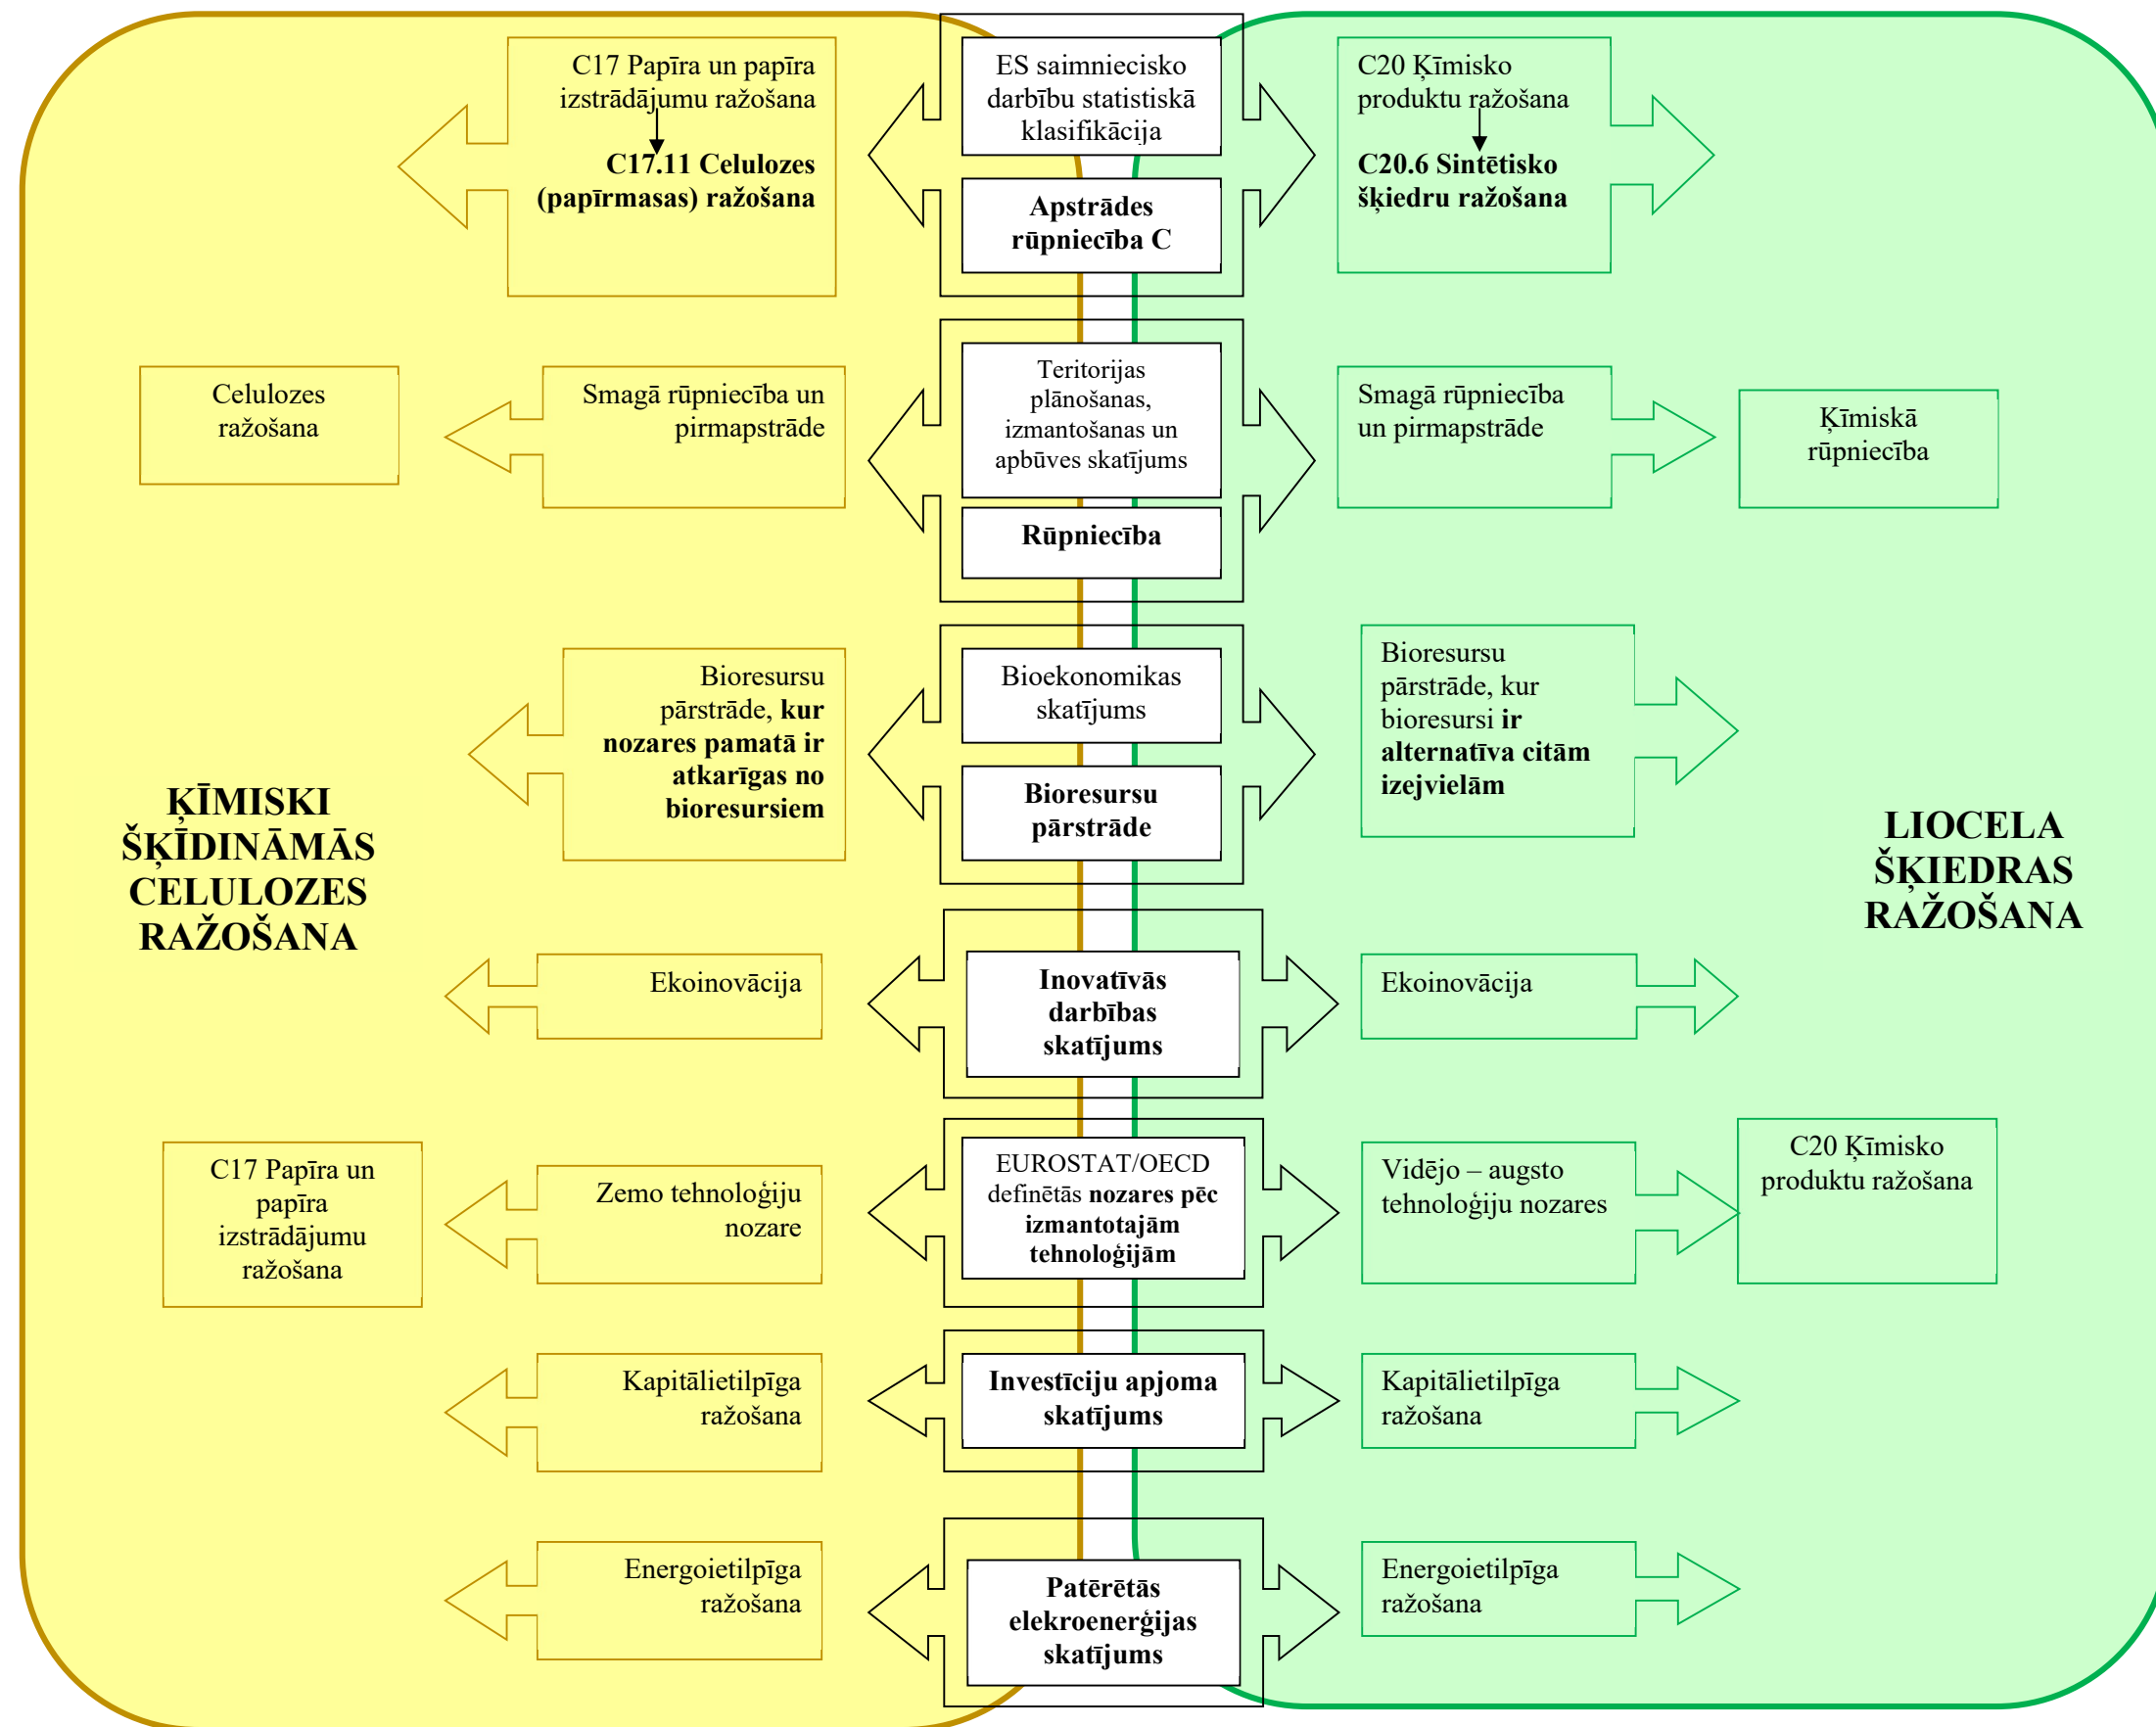 C17 Papīra un papīra
izstrādājumu ražošana
C17.11 Celulozes
(papīrmasas) ražošana
ES saimniecisko
darbību statistiskā
klasifikācija
Apstrādes
rūpniecība C
C20 Ķīmisko
produktu ražošana
C20.6 Sintētisko
šķiedru ražošana
Celulozes
ražošana
Smagā rūpniecība un
pirmapstrāde
Teritorijas
plānošanas,
izmantošanas un
apbūves skatījums
Rūpniecība
Smagā rūpniecība
un pirmapstrāde
Ķīmiskā
rūpniecība
Bioresursu
pārstrāde, kur
nozares pamatā ir
atkarīgas no
bioresursiem
Bioekonomikas
skatījums
Bioresursu
pārstrāde
Bioresursu
pārstrāde, kur
bioresursi ir
alternatīva citām
izejvielām
ĶĪMISKI
ŠĶĪDINĀMĀS
CELULOZES
RAŽOŠANA
LIOCELA
ŠĶIEDRAS
RAŽOŠANA
Ekoinovācija
Inovatīvās
darbības
skatījums
Ekoinovācija
C17 Papīra un
papīra
izstrādājumu
ražošana
Zemo tehnoloģiju
nozare
EUROSTAT/OECD
definētās nozares pēc
izmantotajām
tehnoloģijām
Vidējo – augsto
tehnoloģiju nozares
C20 Ķīmisko
produktu ražošana
Kapitālietilpīga
ražošana
Investīciju apjoma
skatījums
Kapitālietilpīga
ražošana
Energoietilpīga
ražošana
Patērētās
elekroenerģijas
skatījums
Energoietilpīga
ražošana